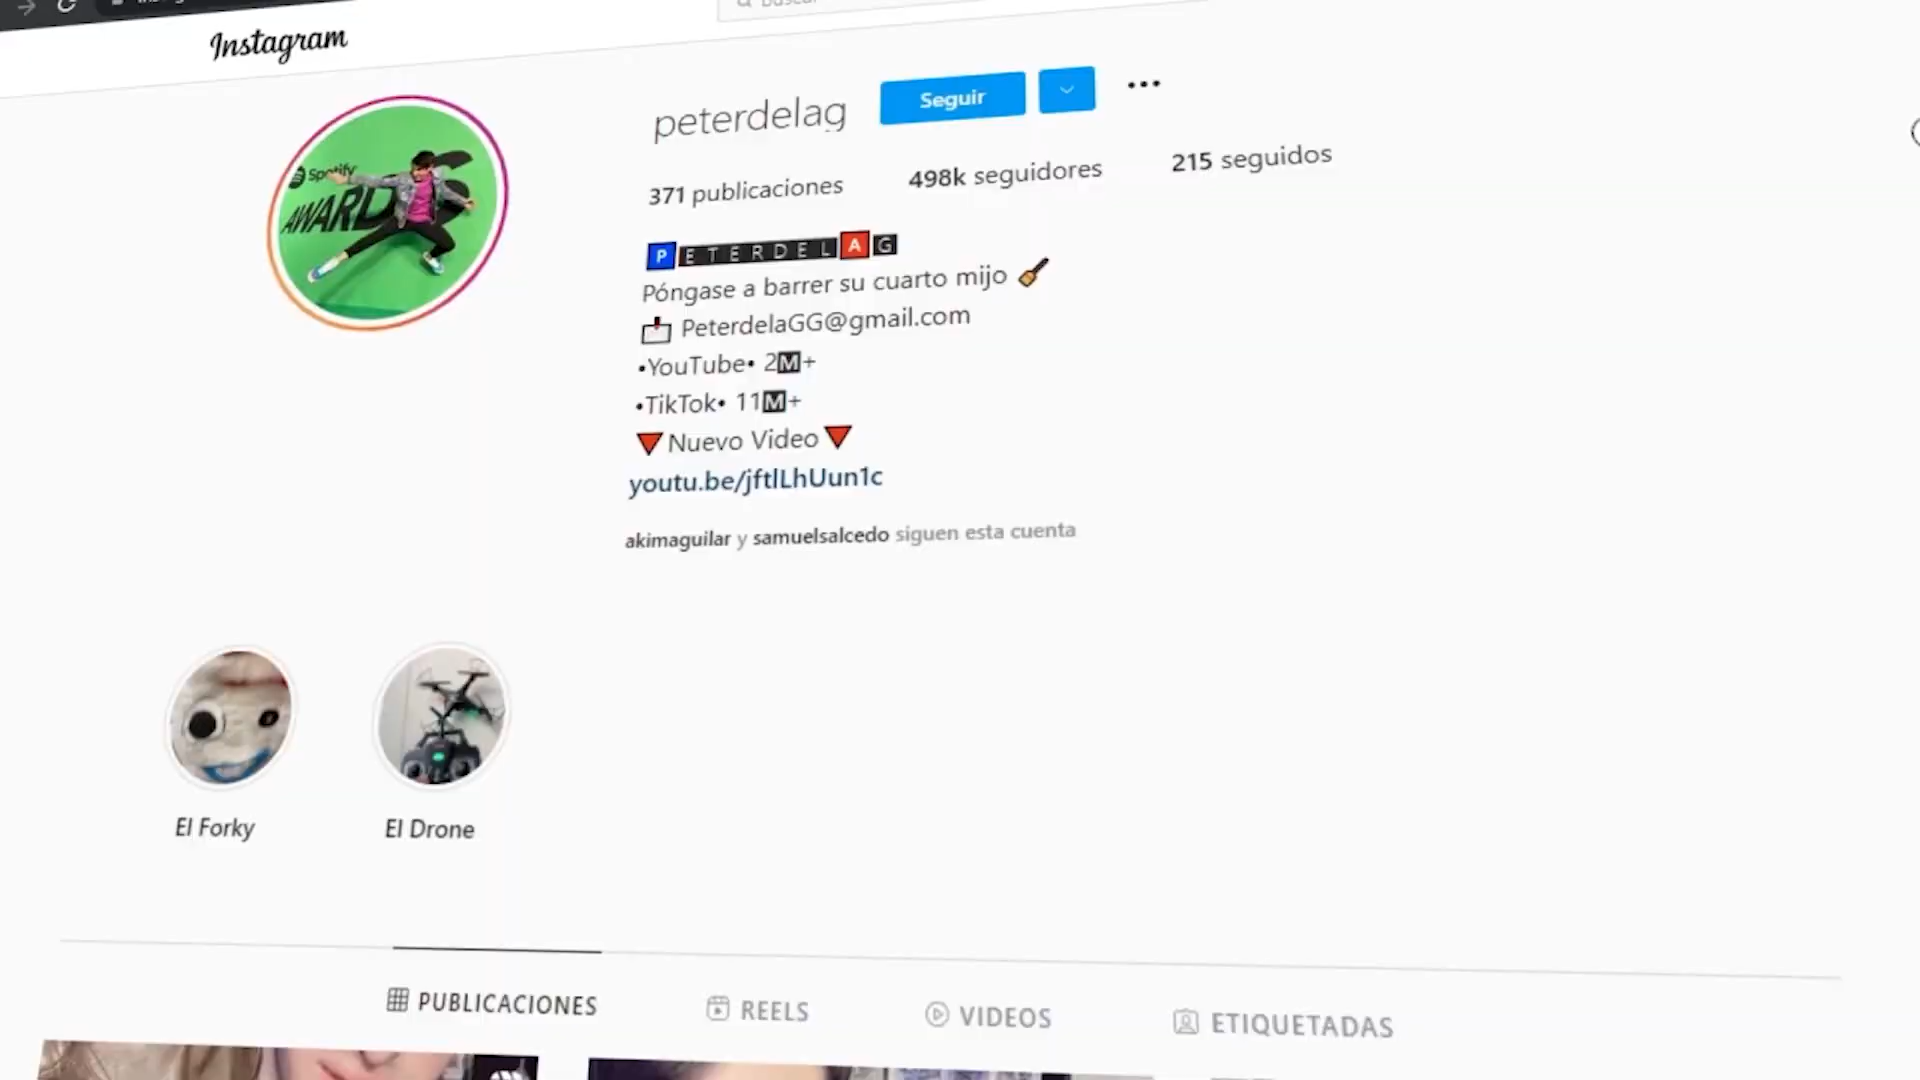 Instagram
peterdelag
Seguir
371 publicaciones 498k seguidores 215 seguidos
PETERDELAG
Póngase a barrer su cuarto mijo 🧹
📩 PeterdelaGG@gmail.com
•YouTube• 2M+
•TikTok• 11M+
🔻Nuevo Video🔻
youtu.be/jftlLhUun1c
akimaguilar y samuelsalcedo siguen esta cuenta
Spotify
AWARDS
El Forky El Drone
PUBLICACIONES REELS VIDEOS ETIQUETADAS